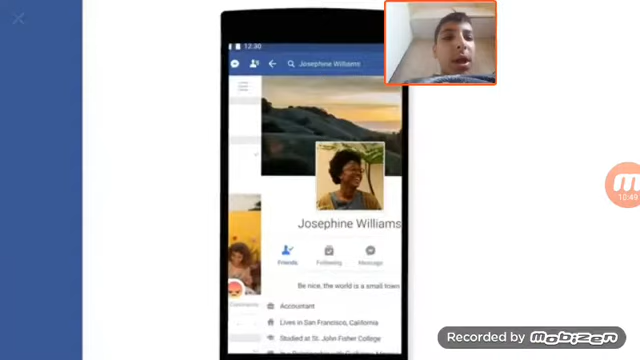 12.30
Josephine Williams
Josephine Williams
Friends
Following
Message
Be nice, the world is a small town
Accountant
Lives in San Francisco, California
Studied at St. John Fisher College
Comments
10:49
Recorded by mobizen